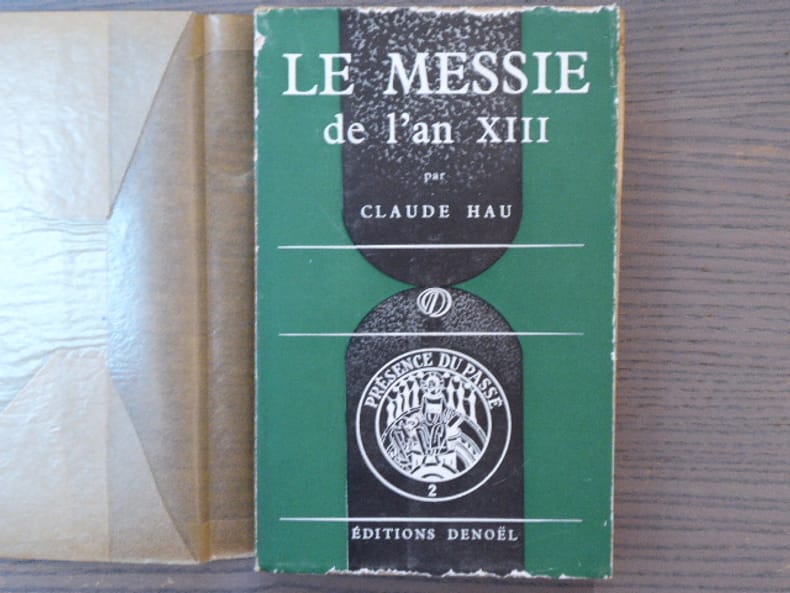 LE MESSIE
de l'an XIII
par
CLAUDE HAU
PRÉSENCE DU PASSÉ
2
ÉDITIONS DENOËL